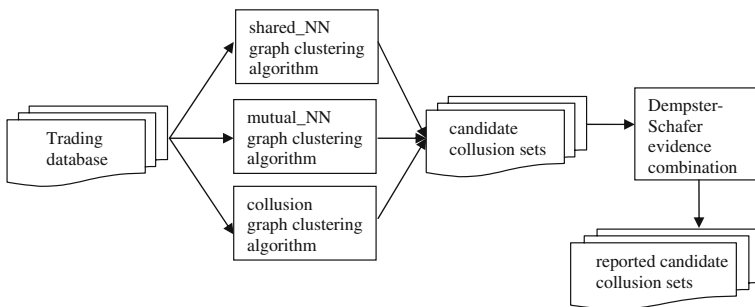 shared_NN
graph clustering
algorithm
Trading
database
mutual_NN
graph clustering
algorithm
collusion
graph clustering
algorithm
candidate
collusion sets
Dempster-
Schafer
evidence
combination
reported candidate
collusion sets